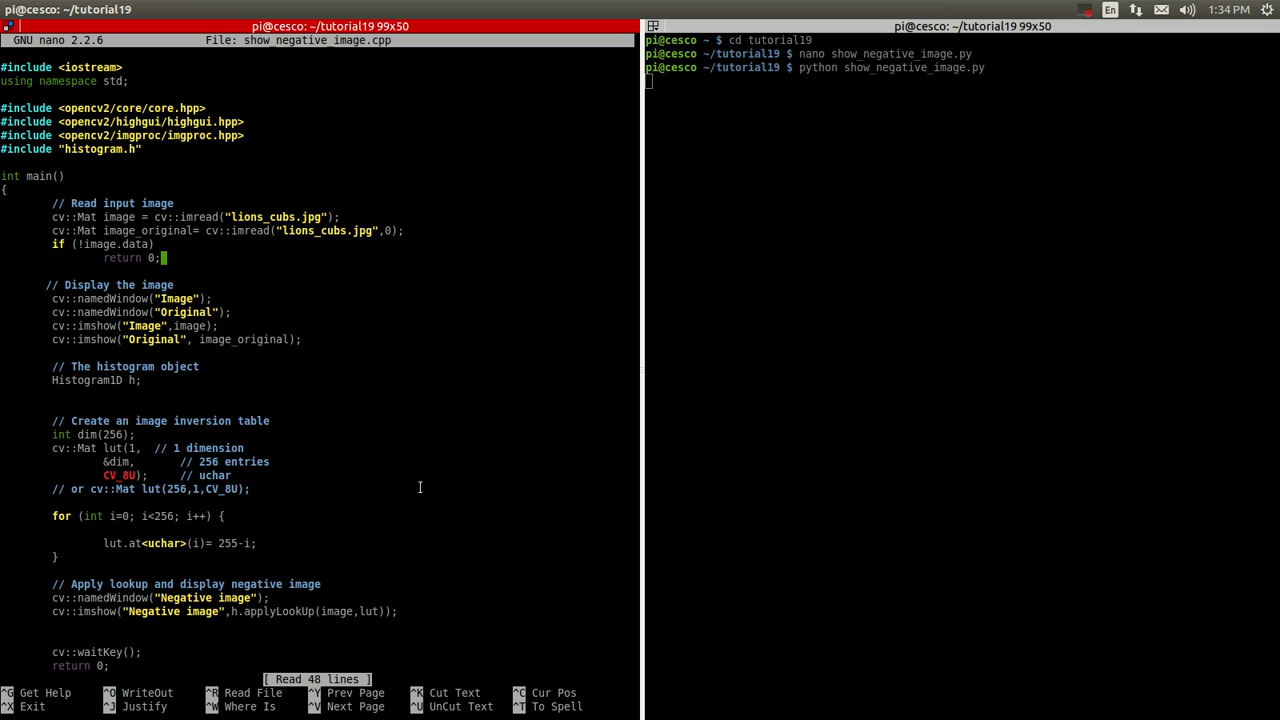 pi@cesco: ~/tutorial19
En
1:34 PM
pi@cesco: ~/tutorial19 99x50
GNU nano 2.2.6 File: show_negative_image.cpp
#include <iostream>
using namespace std;
#include <opencv2/core/core.hpp>
#include <opencv2/highgui/highgui.hpp>
#include <opencv2/imgproc/imgproc.hpp>
#include "histogram.h"
int main()
{
// Read input image
cv::Mat image = cv::imread("lions_cubs.jpg");
cv::Mat image_original= cv::imread("lions_cubs.jpg",0);
if (!image.data)
return 0;
// Display the image
cv::namedWindow("Image");
cv::namedWindow("Original");
cv::imshow("Image",image);
cv::imshow("Original", image_original);
// The histogram object
Histogram1D h;
// Create an image inversion table
int dim(256);
cv::Mat lut(1, // 1 dimension
&dim, // 256 entries
CV_8U); // uchar
// or cv::Mat lut(256,1,CV_8U);
for (int i=0; i<256; i++) {
lut.at<uchar>(i)= 255-i;
}
// Apply lookup and display negative image
cv::namedWindow("Negative image");
cv::imshow("Negative image",h.applyLookUp(image,lut));
cv::waitKey();
return 0;
[ Read 48 lines ]
^G Get Help ^O WriteOut ^R Read File ^Y Prev Page ^K Cut Text ^C Cur Pos
^X Exit ^J Justify ^W Where Is ^V Next Page ^U UnCut Text ^T To Spell
pi@cesco: ~/tutorial19 99x50
pi@cesco ~ $ cd tutorial19
pi@cesco ~/tutorial19 $ nano show_negative_image.py
pi@cesco ~/tutorial19 $ python show_negative_image.py